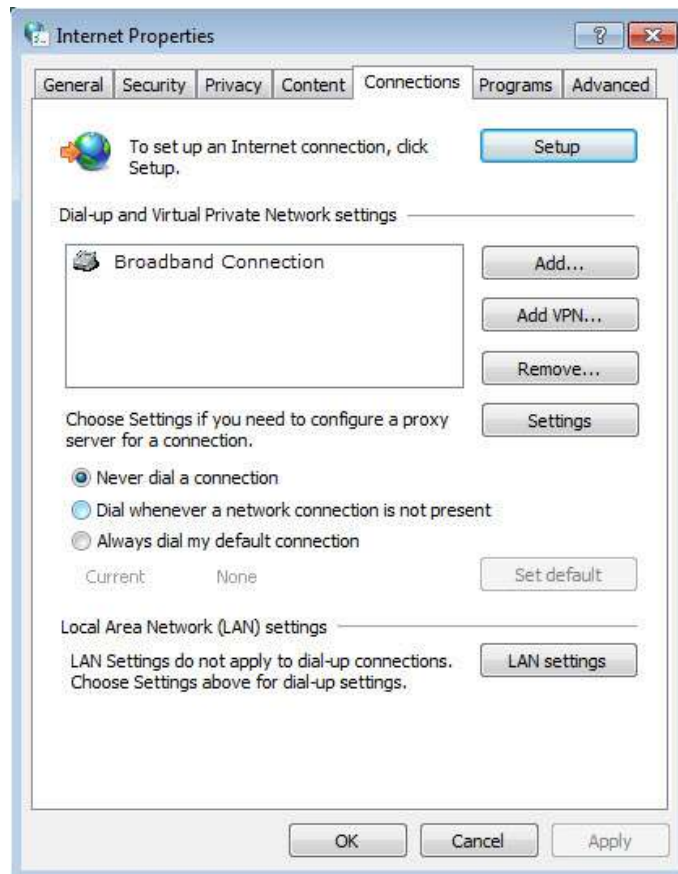 Internet Properties
General Security Privacy Content Connections Programs Advanced
To set up an Internet connection, click
Setup.
Setup
Dial-up and Virtual Private Network settings
Broadband Connection
Add...
Add VPN...
Remove...
Choose Settings if you need to configure a proxy
server for a connection.
Settings
Never dial a connection
Dial whenever a network connection is not present
Always dial my default connection
Current None
Set default
Local Area Network (LAN) settings
LAN Settings do not apply to dial-up connections.
Choose Settings above for dial-up settings.
LAN settings
OK Cancel Apply